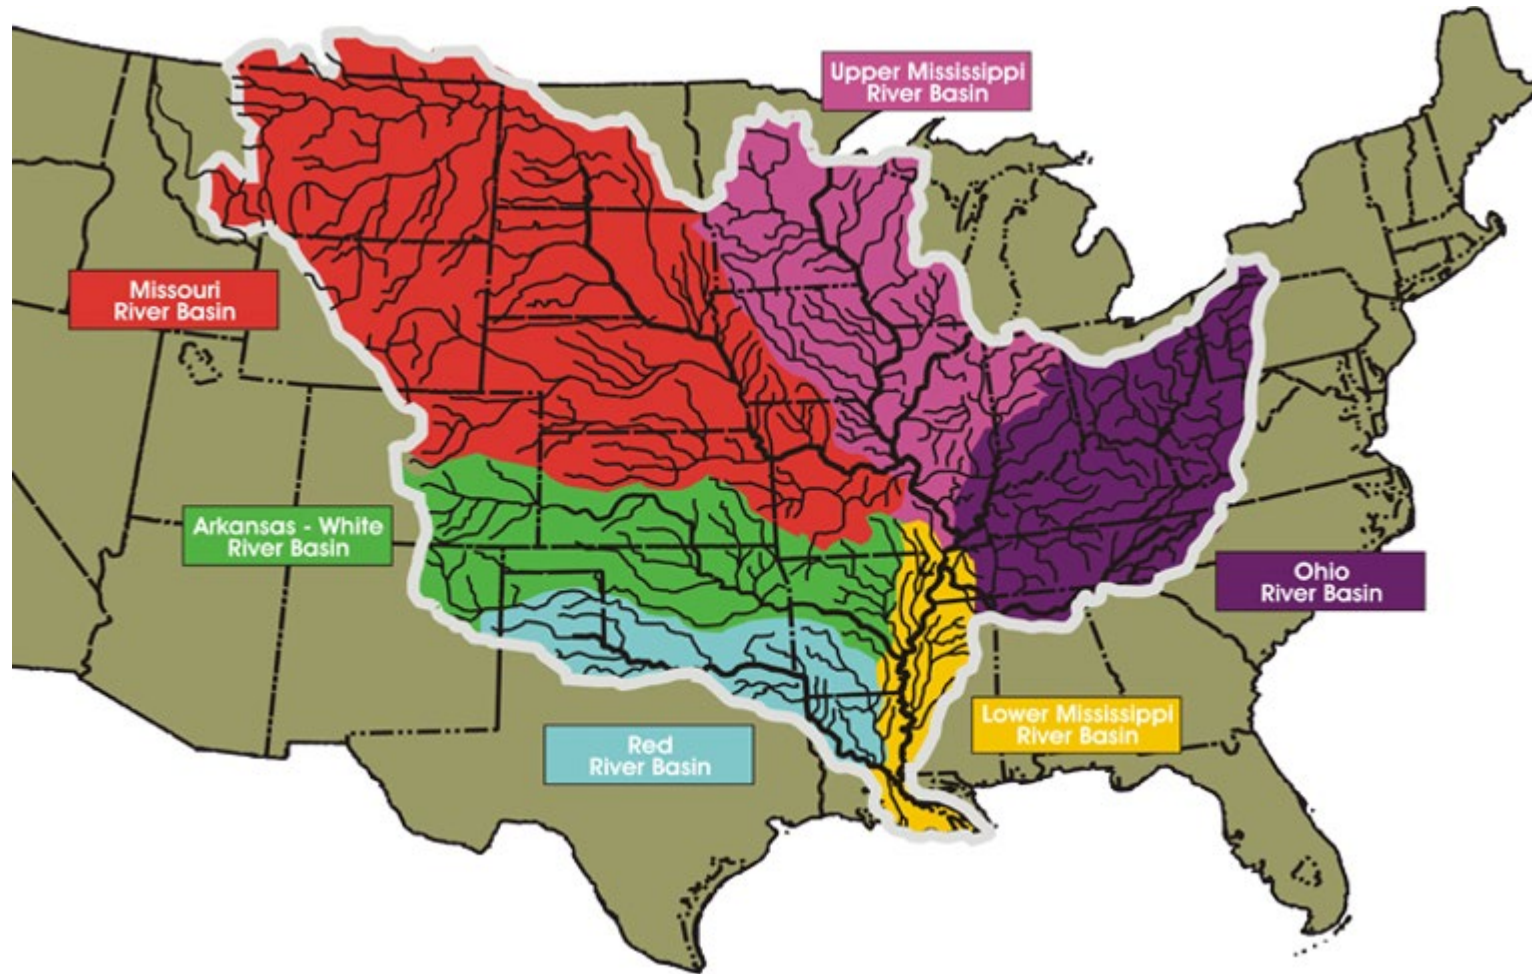 Upper Mississippi
River Basin
Missouri
River Basin
Arkansas - White
River Basin
Ohio
River Basin
Lower Mississippi
River Basin
Red
River Basin